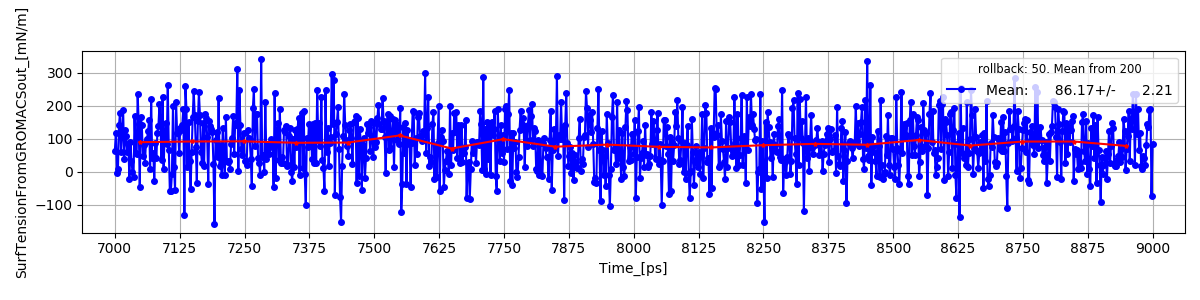 SurfTensionFromGROMACSout_[mN/m]
300
200
100
0
−100
rollback: 50. Mean from 200
Mean: 86.17+/- 2.21
7000 7125 7250 7375 7500 7625 7750 7875 8000 8125 8250 8375 8500 8625 8750 8875 9000
Time_[ps]